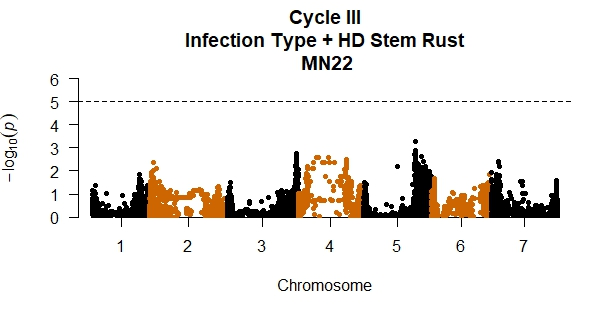 Cycle III
Infection Type + HD Stem Rust
MN22
6
5
4
3
2
1
0
−log10(p)
1 2 3 4 5 6 7
Chromosome